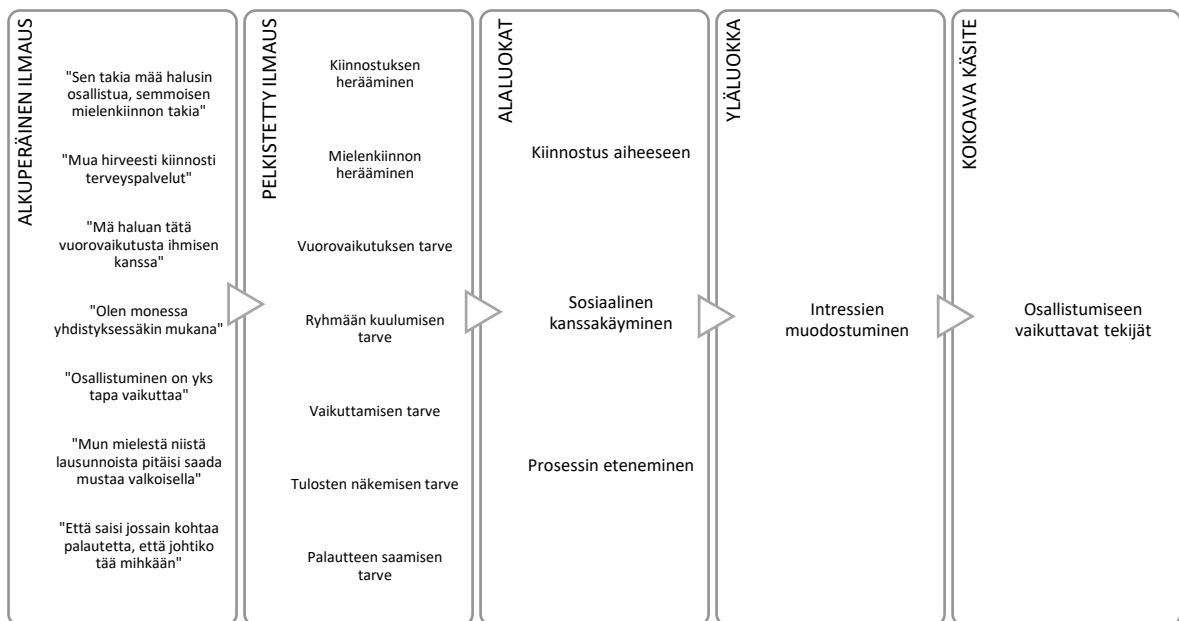 ALKUPERÄINEN ILMAUS
"Sen takia mää halusin
osallistua, semmoisen
mielenkiinnon takia"
"Mua hirveesti kiinnosti
terveyspalvelut"
"Mä haluan tätä
vuorovaikutusta ihmisen
kanssa"
"Olen monessa
yhdistyksessäkin mukana"
"Osallistuminen on yks
tapa vaikuttaa"
"Mun mielestä niistä
lausunnoista pitäisi saada
mustaa valkoisella"
"Että saisi jossain kohtaa
palautetta, että johtiko
tää mihkään"
PELKISTETTY ILMAUS
Kiinnostuksen
herääminen
Mielenkiinnon
herääminen
Vuorovaikutuksen tarve
Ryhmään kuulumisen
tarve
Vaikuttamisen tarve
Tulosten näkemisen tarve
Palautteen saamisen
tarve
ALALUOKAT
Kiinnostus aiheeseen
Sosiaalinen
kanssakäyminen
Prosessin eteneminen
YLÄLUOKKA
Intressien
muodostuminen
KOKOAVA KÄSITE
Osallistumiseen
vaikuttavat tekijät